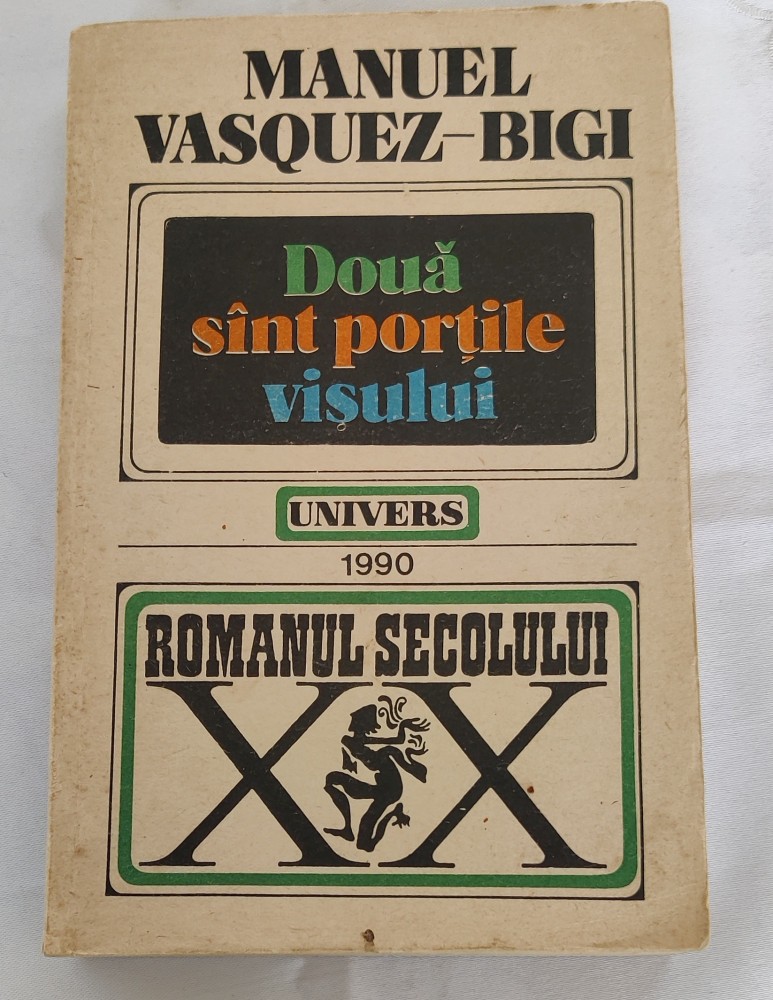 MANUEL
VASQUEZ-BIGI
Două
sînt porțile
vișului
UNIVERS
1990
ROMANUL SECOLULUI
XX